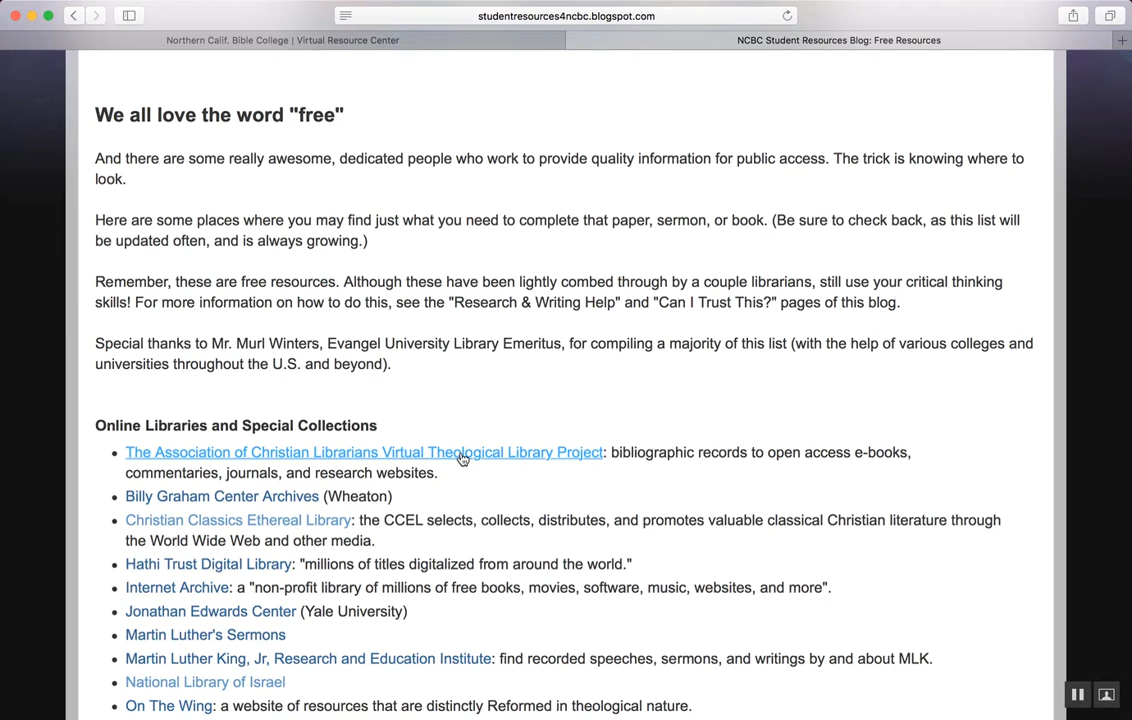 studentresources4ncbc.blogspot.com
Northern Calif. Bible College | Virtual Resource Center
NCBC Student Resources Blog: Free Resources
We all love the word "free"
And there are some really awesome, dedicated people who work to provide quality information for public access. The trick is knowing where to
look.
Here are some places where you may find just what you need to complete that paper, sermon, or book. (Be sure to check back, as this list will
be updated often, and is always growing.)
Remember, these are free resources. Although these have been lightly combed through by a couple librarians, still use your critical thinking
skills! For more information on how to do this, see the "Research & Writing Help" and "Can I Trust This?" pages of this blog.
Special thanks to Mr. Murl Winters, Evangel University Library Emeritus, for compiling a majority of this list (with the help of various colleges and
universities throughout the U.S. and beyond).
Online Libraries and Special Collections
• The Association of Christian Librarians Virtual Theological Library Project: bibliographic records to open access e-books,
commentaries, journals, and research websites.
• Billy Graham Center Archives (Wheaton)
• Christian Classics Ethereal Library: the CCEL selects, collects, distributes, and promotes valuable classical Christian literature through
the World Wide Web and other media.
• Hathi Trust Digital Library: "millions of titles digitalized from around the world."
• Internet Archive: a "non-profit library of millions of free books, movies, software, music, websites, and more".
• Jonathan Edwards Center (Yale University)
• Martin Luther's Sermons
• Martin Luther King, Jr, Research and Education Institute: find recorded speeches, sermons, and writings by and about MLK.
• National Library of Israel
• On The Wing: a website of resources that are distinctly Reformed in theological nature.